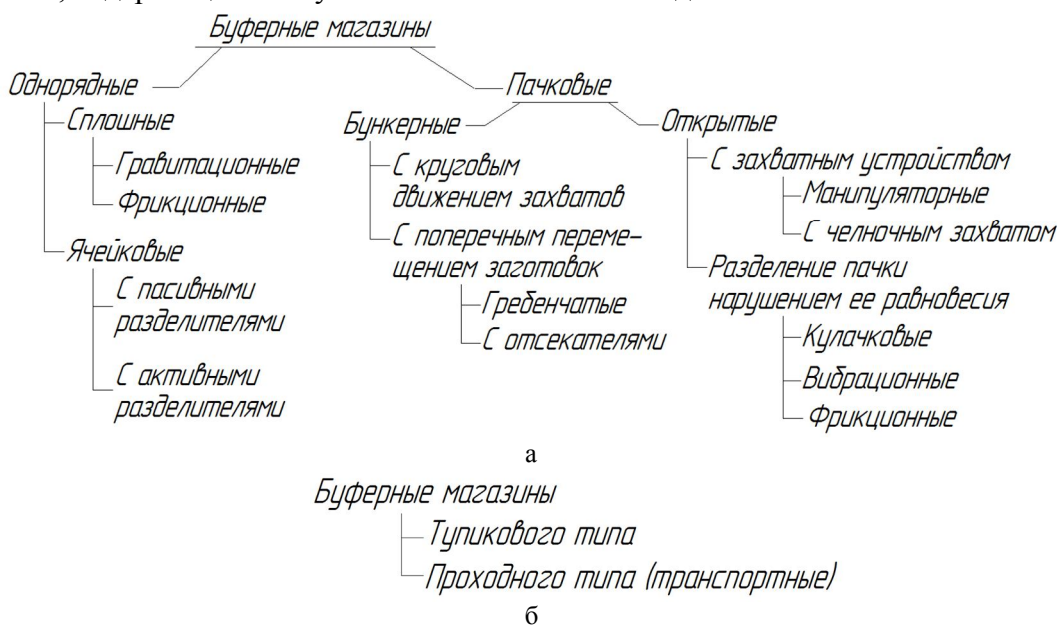 Буферные магазины
Однорядные
Сплошные
Гравитационные
Фрикционные
Ячейковые
С пасивными
разделителями
С активными
разделителями
Пачковые
Бункерные
С круговым
движением захватов
С поперечным переме-
щением заготовок
Гребенчатые
С отсекателями
Открытые
С захватным устройством
Манипуляторные
С челночным захватом
Разделение пачки
нарушением ее равновесия
Кулачковые
Вибрационные
Фрикционные
а
Буферные магазины
Тупикового типа
Проходного типа (транспортные)
б